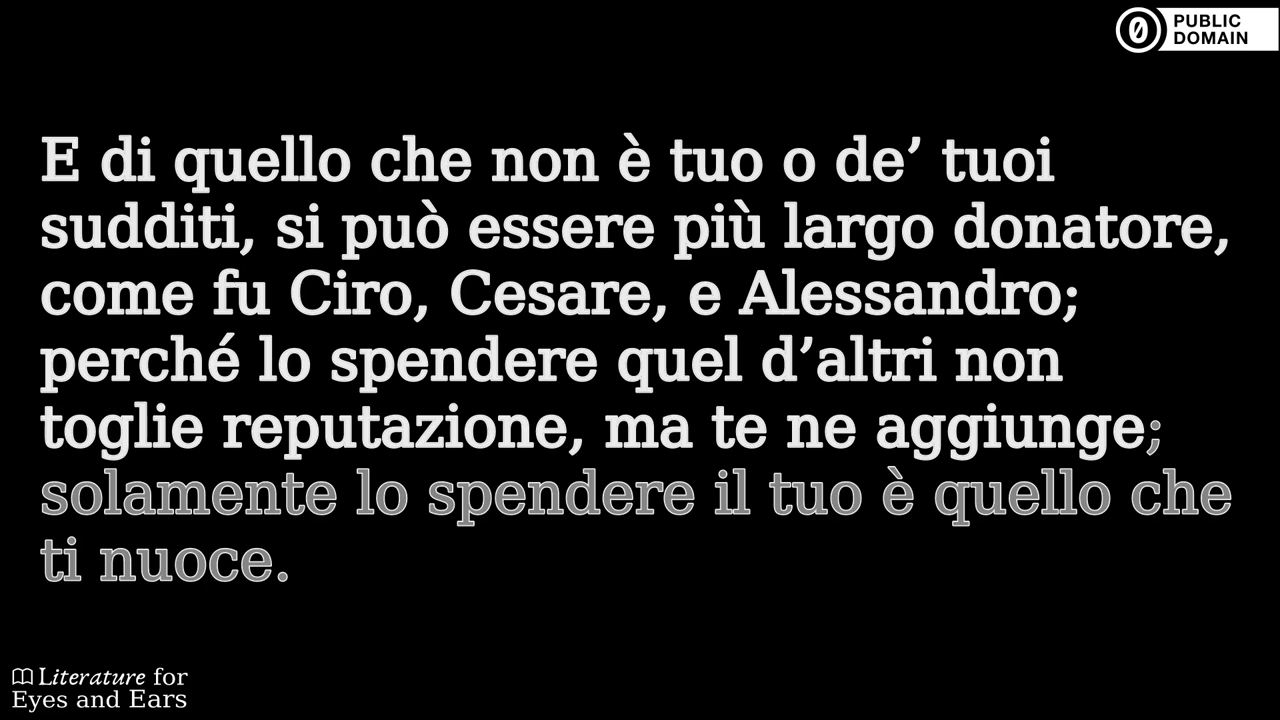 PUBLIC
DOMAIN
E di quello che non è tuo o de’ tuoi
sudditi, si può essere più largo donatore,
come fu Ciro, Cesare, e Alessandro;
perché lo spendere quel d’altri non
toglie reputazione, ma te ne aggiunge;
solamente lo spendere il tuo è quello che
ti nuoce.
Literature for
Eyes and Ears